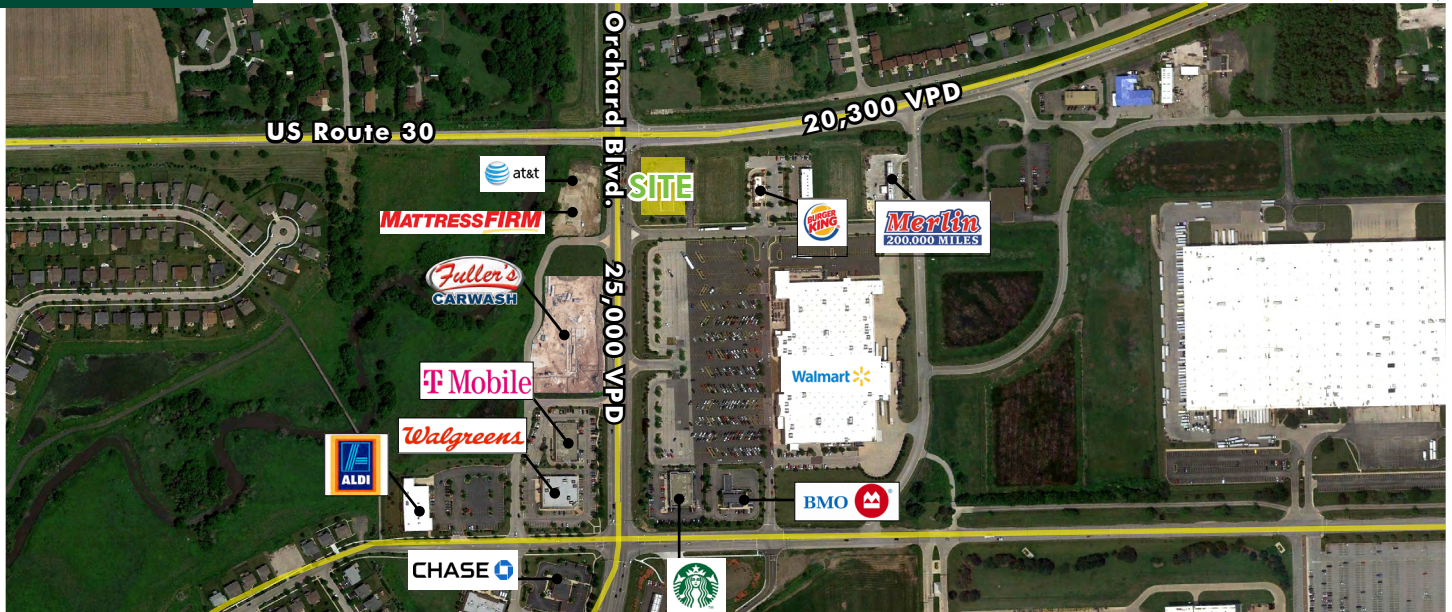 Orchard Blvd.
US Route 30
20,300 VPD
at&t
SITE
MATTRESSFIRM
BURGER
KING
Merlin
200,000 MILES
Fuller's
CARWASH
25,000 VPD
T Mobile
Walmart
Walgreens
ALDI
BMO
CHASE